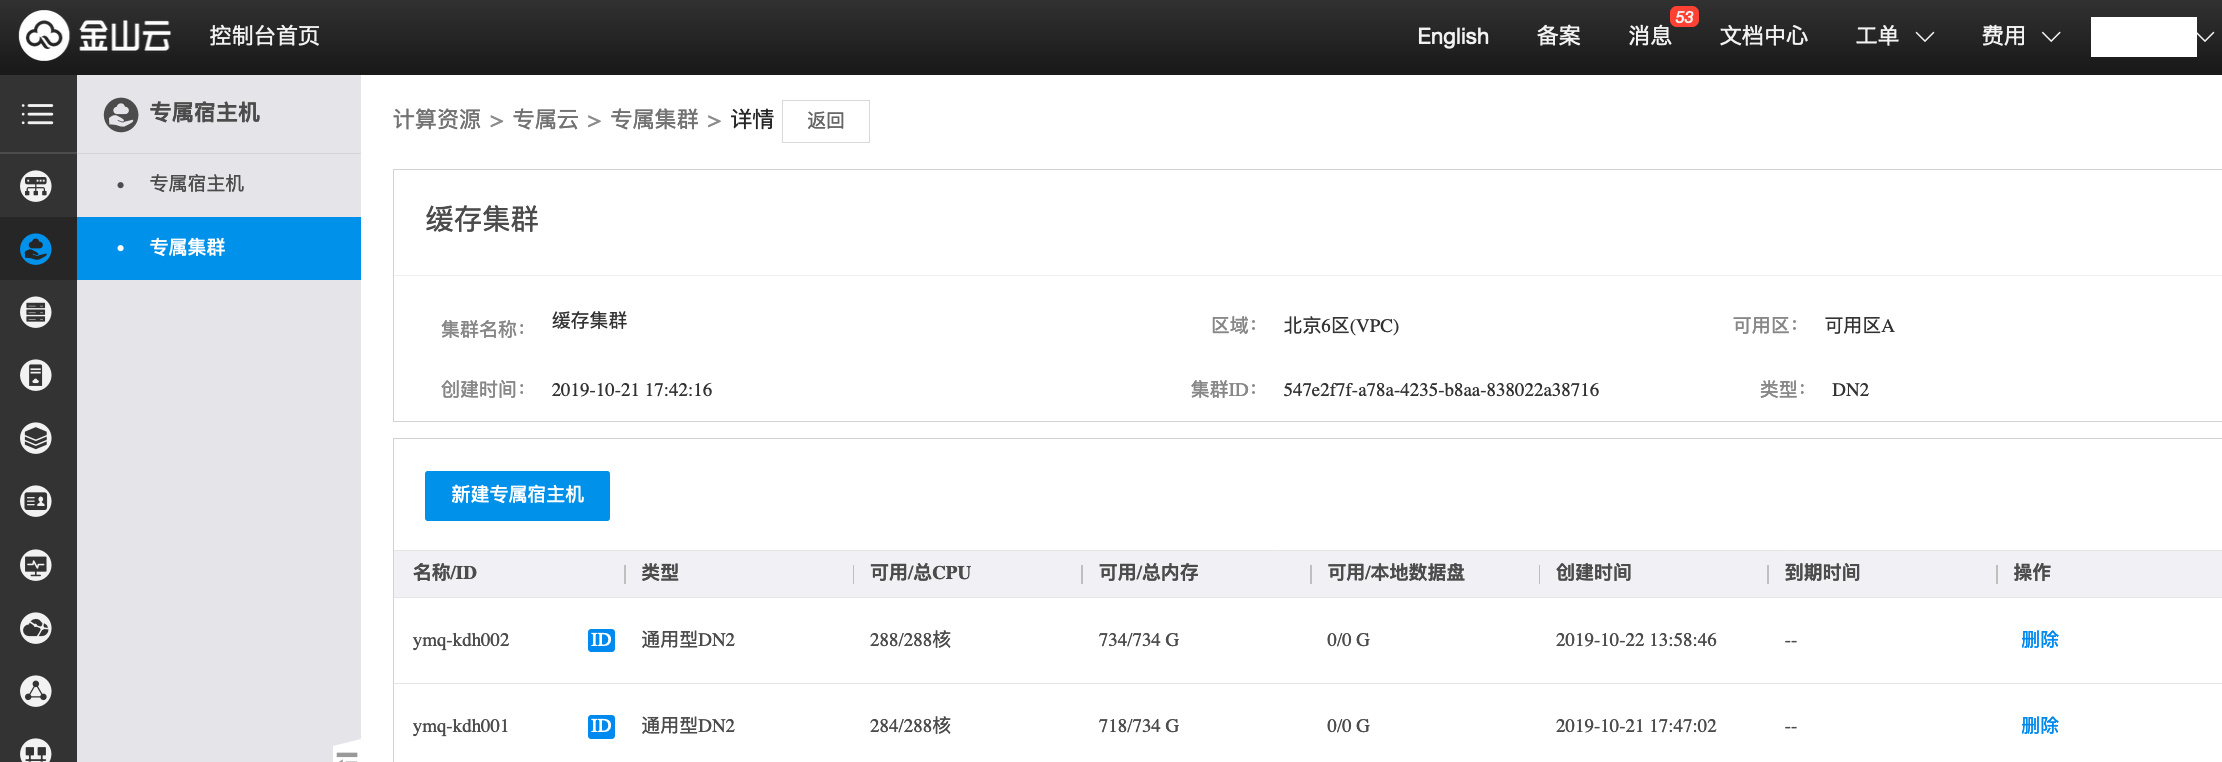 金山云 控制台首页 English 备案 消息 53 文档中心 工单 费用
专属宿主机
专属宿主机
专属集群
计算资源 > 专属云 > 专属集群 > 详情 返回
缓存集群
集群名称： 缓存集群 区域： 北京6区(VPC) 可用区： 可用区A
创建时间： 2019-10-21 17:42:16 集群ID： 547e2f7f-a78a-4235-b8aa-838022a38716 类型： DN2
新建专属宿主机
名称/ID 类型 可用/总CPU 可用/总内存 可用/本地数据盘 创建时间 到期时间 操作
ymq-kdh002 ID 通用型DN2 288/288核 734/734 G 0/0 G 2019-10-22 13:58:46 -- 删除
ymq-kdh001 ID 通用型DN2 284/288核 718/734 G 0/0 G 2019-10-21 17:47:02 -- 删除